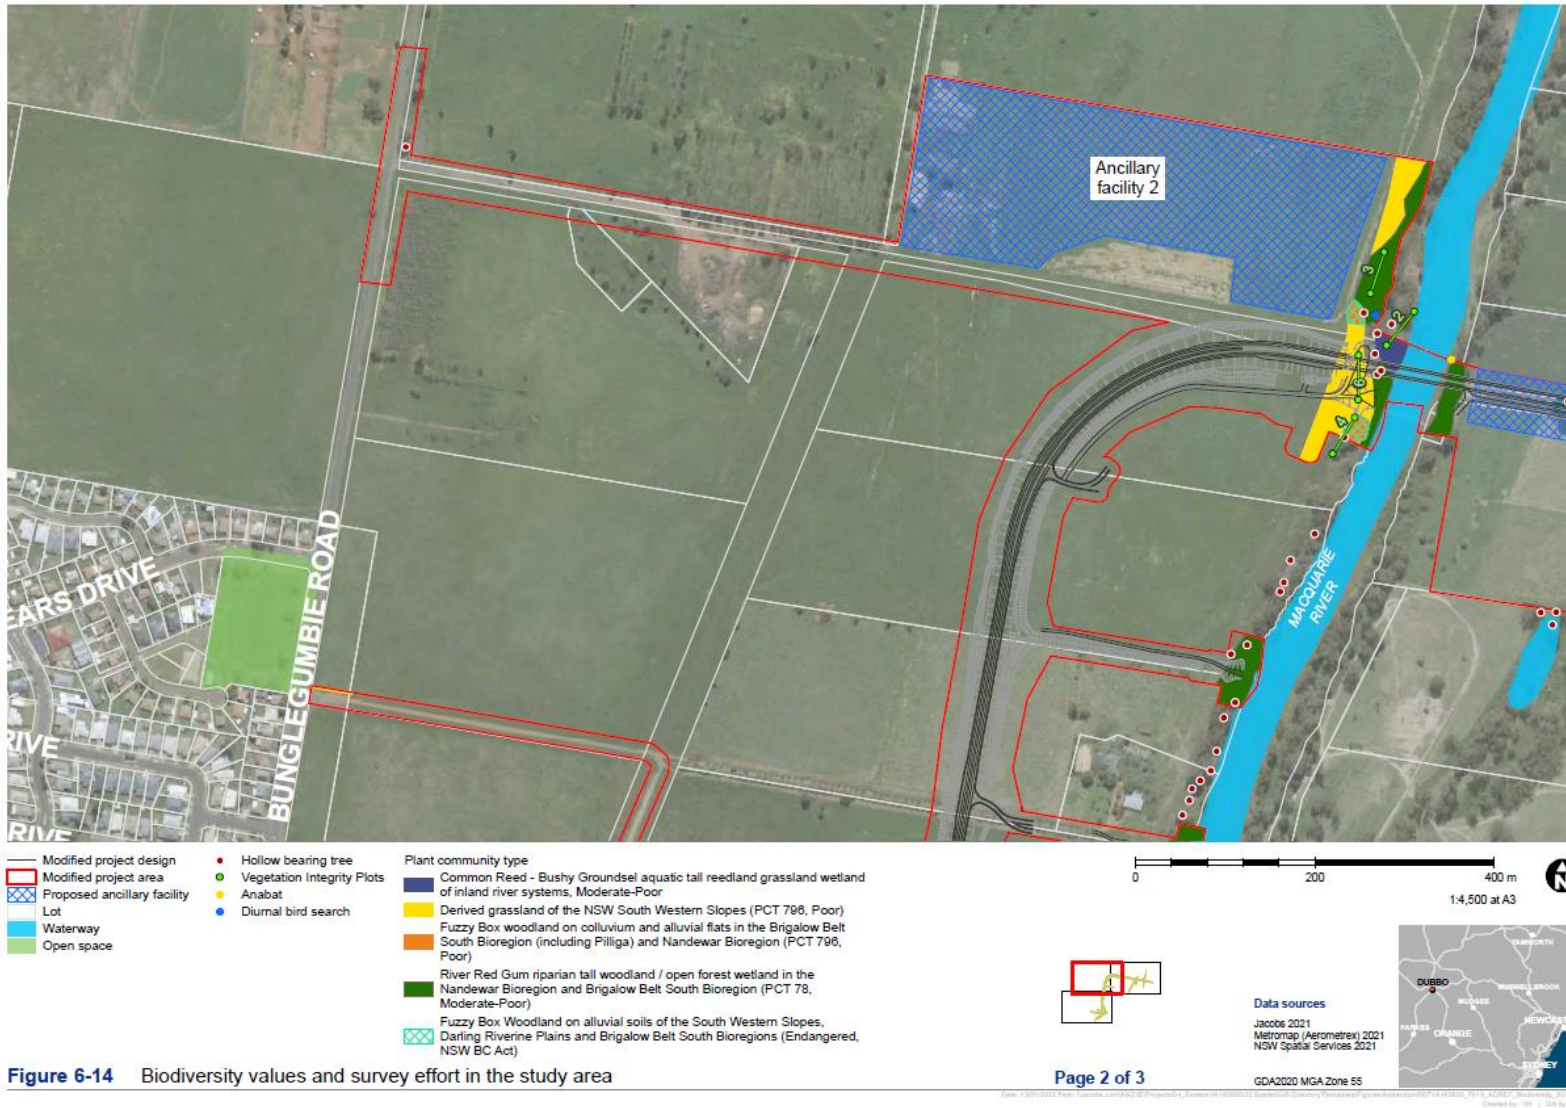 Ancillary
facility 2
3
2
6
4
MACQUARIE
RIVER
EARS DRIVE
BUNGLEGUMBIE ROAD
RIVE
RIVE
Modified project design
Modified project area
Proposed ancillary facility
Lot
Waterway
Open space
Hollow bearing tree
Vegetation Integrity Plots
Anabat
Diurnal bird search
Plant community type
Common Reed - Bushy Groundsel aquatic tall reedland grassland wetland
of inland river systems, Moderate-Poor
Derived grassland of the NSW South Western Slopes (PCT 796, Poor)
Fuzzy Box woodland on colluvium and alluvial flats in the Brigalow Belt
South Bioregion (including Pilliga) and Nandewar Bioregion (PCT 796,
Poor)
River Red Gum riparian tall woodland / open forest wetland in the
Nandewar Bioregion and Brigalow Belt South Bioregion (PCT 78,
Moderate-Poor)
Fuzzy Box Woodland on alluvial soils of the South Western Slopes,
Darling Riverine Plains and Brigalow Belt South Bioregions (Endangered,
NSW BC Act)
0 200 400 m
1:4,500 at A3
N
Data sources
Jacobs 2021
Metromap (Aerometrex) 2021
NSW Spatial Services 2021
GDA2020 MGA Zone 55
TAMWORTH
DUBBO
MUSWELLBROOK
MUDGEE
NEWCAS
PARKES
ORANGE
SYDNEY
Figure 6-14 Biodiversity values and survey effort in the study area
Page 2 of 3